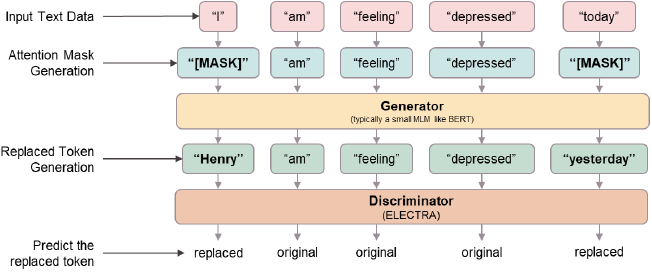 Input Text Data “I” “am” “feeling” “depressed” “today”
Attention Mask
Generation
“[MASK]” “am” “feeling” “depressed” “[MASK]”
Generator
(typically a small MLM like BERT)
Replaced Token
Generation
“Henry” “am” “feeling” “depressed” “yesterday”
Discriminator
(ELECTRA)
Predict the
replaced token
replaced original original original replaced